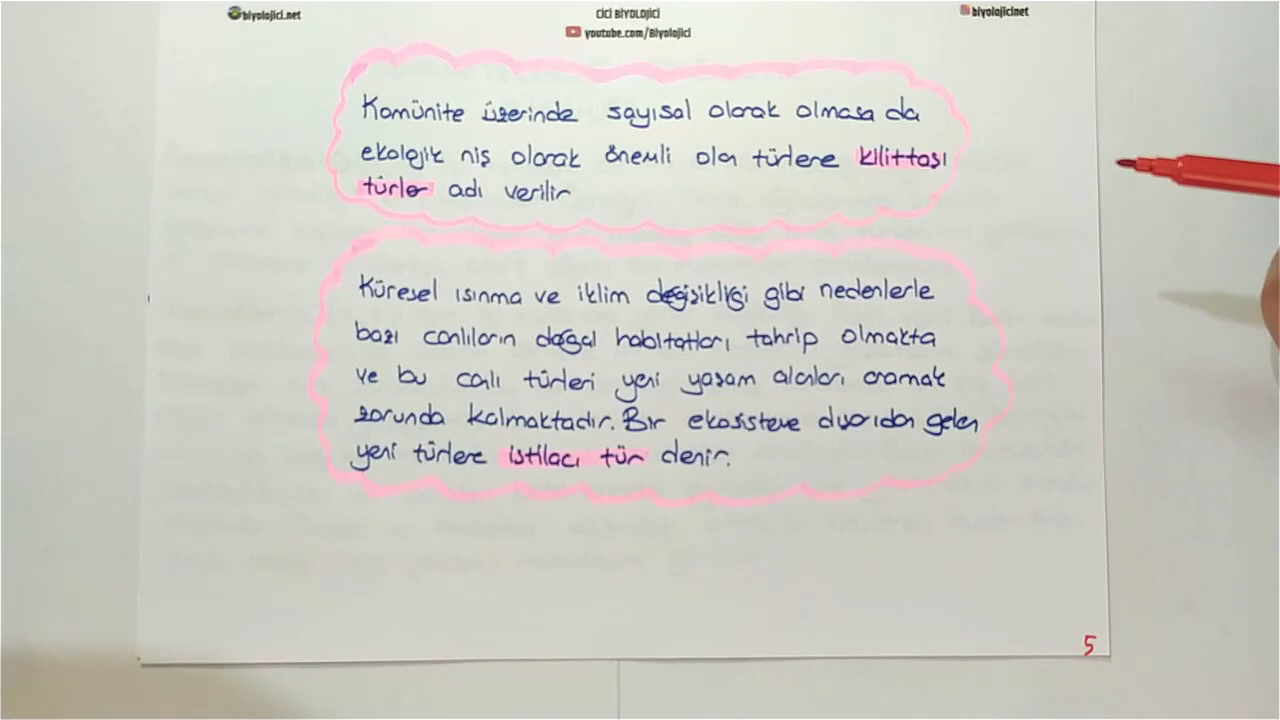 biyolojici.net
CİCİ BİYOLOJİCİ
youtube.com/Biyolojici
biyolojicinet
Komünite üzerinde sayısal olarak olmasa da
ekolojik niş olarak önemli olan türlere kilittaşı
türler adı verilir
Küresel ısınma ve iklim değişikliği gibi nedenlerle
bazı canlıların doğal habitatları tahrip olmakta
ve bu canlı türleri yeni yaşam alanları aramak
zorunda kalmaktadır. Bir ekosisteme dışarıdan gelen
yeni türlere istilacı tür denir.
5